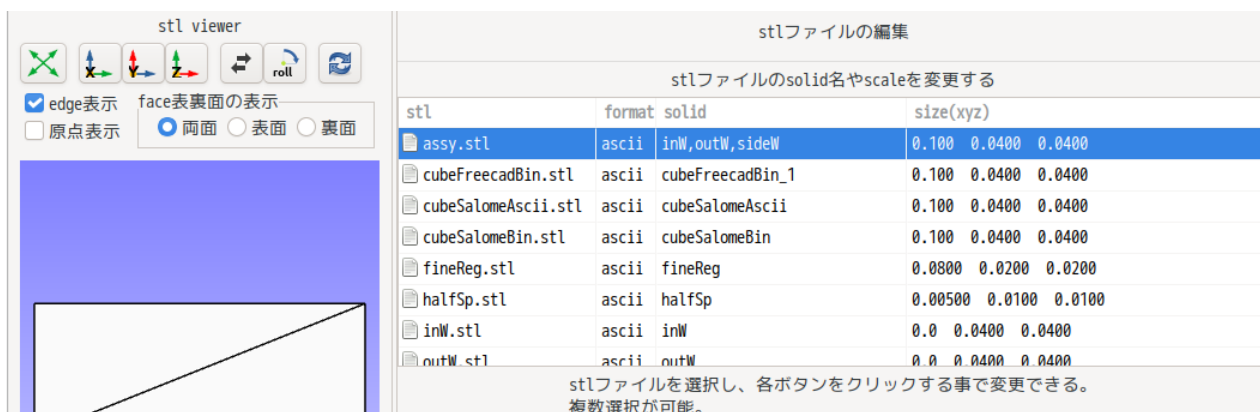 stl viewer
X Y Z roll
edge表示
原点表示
face表裏面の表示
両面 表面 裏面
stlファイルの編集
stlファイルのsolid名やscaleを変更する
stl format solid size(xyz)
assy.stl ascii inW,outW,sideW 0.100 0.0400 0.0400
cubeFreecadBin.stl ascii cubeFreecadBin_1 0.100 0.0400 0.0400
cubeSalomeAscii.stl ascii cubeSalomeAscii 0.100 0.0400 0.0400
cubeSalomeBin.stl ascii cubeSalomeBin 0.100 0.0400 0.0400
fineReg.stl ascii fineReg 0.0800 0.0200 0.0200
halfSp.stl ascii halfSp 0.00500 0.0100 0.0100
inW.stl ascii inW 0.0 0.0400 0.0400
outW.stl ascii outW 0.0 0.0400 0.0400
stlファイルを選択し、各ボタンをクリックする事で変更できる。
複数選択が可能。